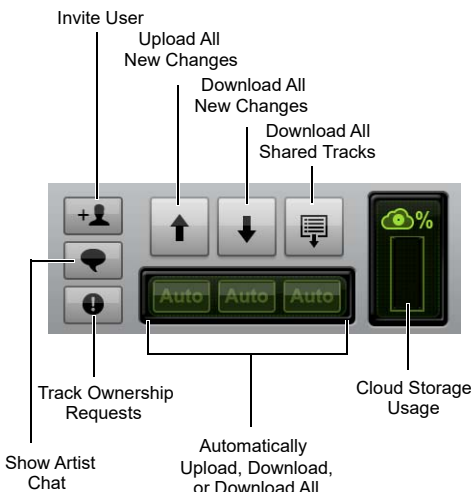 Invite User
Upload All
New Changes
Download All
New Changes
Download All
Shared Tracks
%
Auto Auto Auto
Track Ownership
Requests
Cloud Storage
Usage
Show Artist
Chat
Automatically
Upload, Download,
or Download All